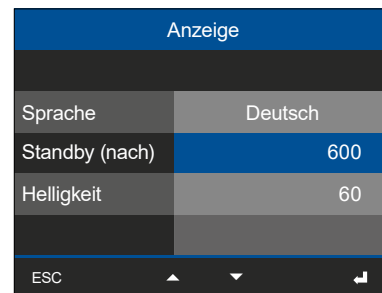 Anzeige
Sprache Deutsch
Standby (nach) 600
Helligkeit 60
ESC